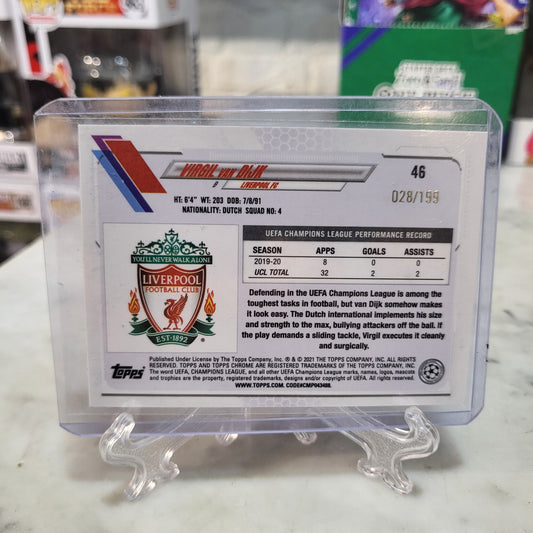 VIRGIL van DIJK
D
LIVERPOOL FC
46
028/199
HT: 6'4" WT: 203 DOB: 7/8/91
NATIONALITY: DUTCH SQUAD NO: 4
YOU'LL NEVER WALK ALONE
LIVERPOOL
FOOTBALL CLUB
EST·1892
UEFA CHAMPIONS LEAGUE PERFORMANCE RECORD
SEASON APPS GOALS ASSISTS
2019-20 8 0 0
UCL TOTAL 32 2 2
Defending in the UEFA Champions League is among the
toughest tasks in football, but van Dijk somehow makes
it look easy. The Dutch international implements his size
and strength to the max, bullying attackers off the ball. If
the play demands a sliding tackle, Virgil executes it cleanly
and surgically.
Topps
Published Under License by The Topps Company, Inc. ® & © 2021 THE TOPPS COMPANY, INC. ALL RIGHTS
RESERVED. TOPPS AND TOPPS CHROME ARE REGISTERED TRADEMARKS OF THE TOPPS COMPANY, INC.
The word UEFA, CHAMPIONS LEAGUE, and all other UEFA Champions League marks, names, logos, mascots
and trophies are the property, registered trademarks, designs and/or copyright of UEFA. All rights
reserved.
WWW.TOPPS.COM. CODE#CMP043486.